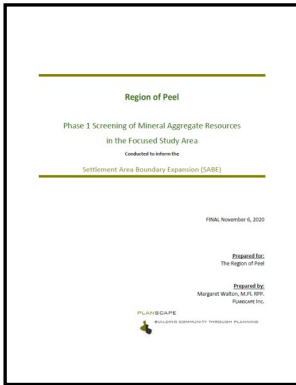 Region of Peel
Phase 1 Screening of Mineral Aggregate Resources
in the Focused Study Area
Conducted to Inform the
Settlement Area Boundary Expansion (SABE)
FINAL November 6, 2020
Prepared for:
The Region of Peel
Prepared by:
Margaret Walton, M.Pl. RPP.
PLANSCAPE Inc.
PLANSCAPE
BUILDING COMMUNITY THROUGH PLANNING